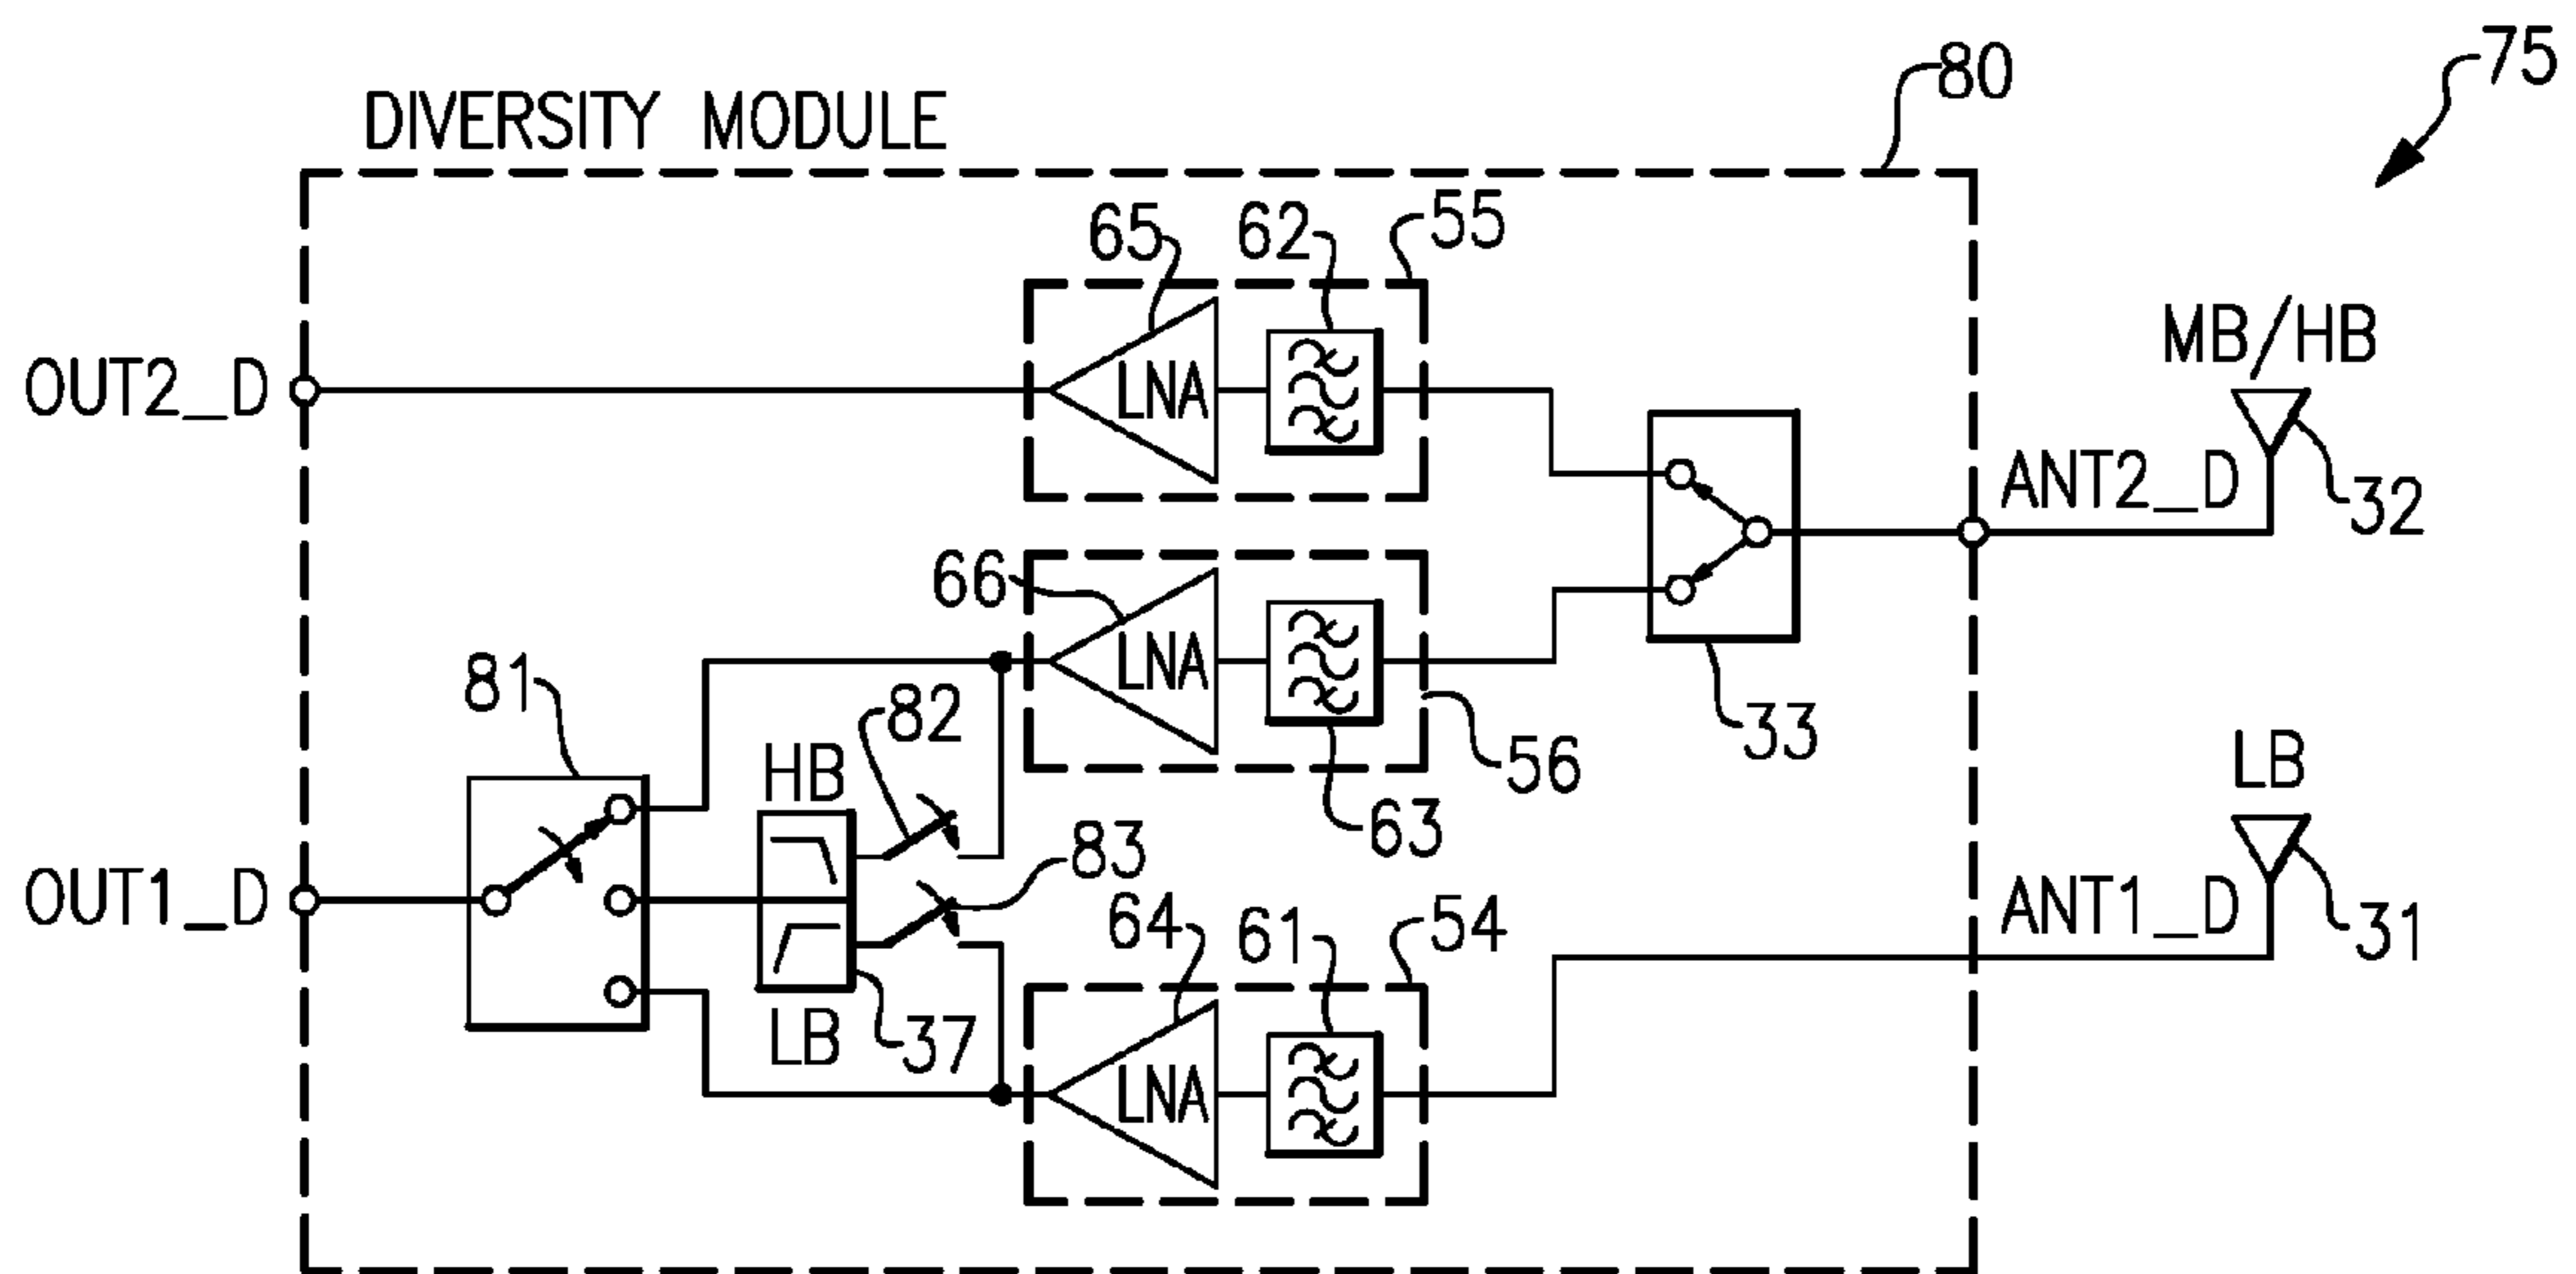 75
80
DIVERSITY MODULE
65
62
55
MB/HB
OUT2_D
LNA
ANT2_D
32
66
LNA
81
82
33
56
HB
LB
63
83
OUT1_D
64
61
54
ANT1_D
31
LB
37
LNA